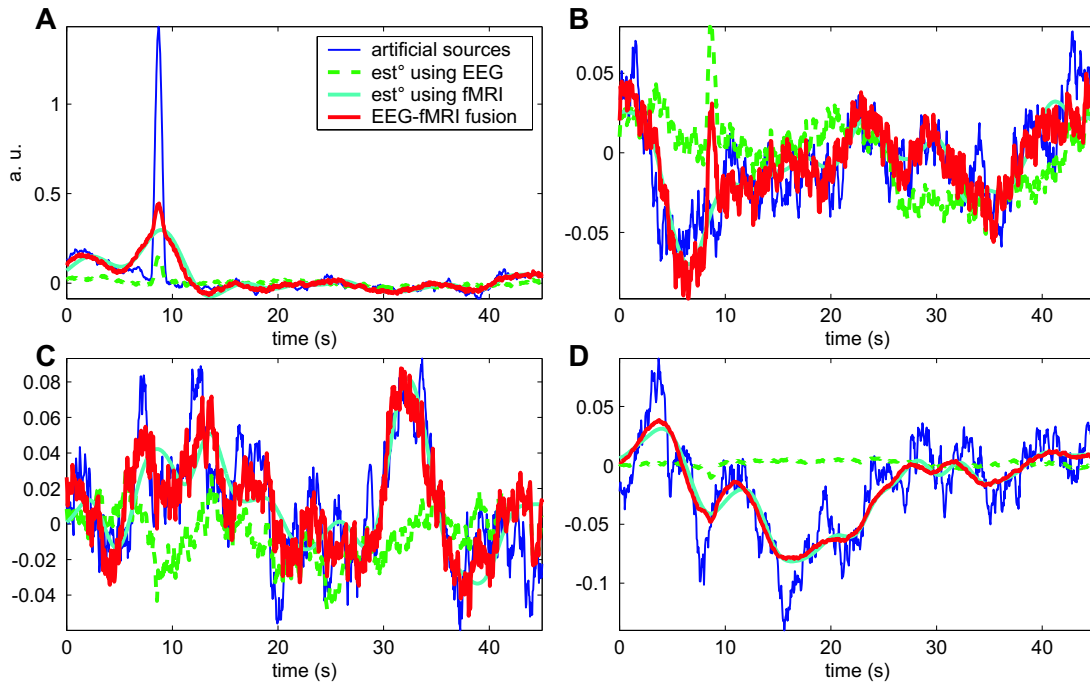 A
B
artificial sources
est° using EEG
est° using fMRI
EEG-fMRI fusion
a. u.
1
0.5
0
0 10 20 30 40
time (s)
0.05
0
-0.05
0 10 20 30 40
time (s)
C
D
0.08
0.06
0.04
0.02
0
-0.02
-0.04
0 10 20 30 40
time (s)
0.05
0
-0.05
-0.1
0 10 20 30 40
time (s)